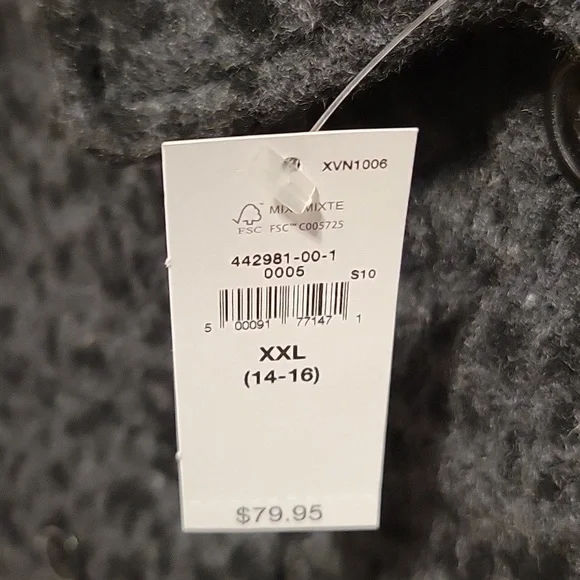 XVN1006
MIX MIXTE
FSC FSC™ C005725
442981-00-1
0005 S10
5 00091 77147 1
XXL
(14-16)
$79.95